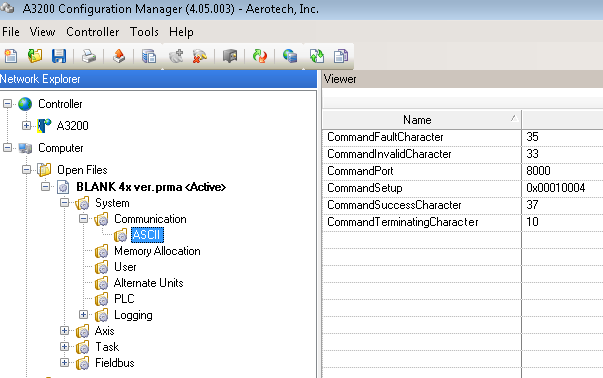 A3200 Configuration Manager (4.05.003) - Aerotech, Inc.
File View Controller Tools Help
Network Explorer
Viewer
Controller
A3200
Computer
Open Files
BLANK 4x ver.prma <Active>
System
Communication
ASCII
Memory Allocation
User
Alternate Units
PLC
Logging
Axis
Task
Fieldbus
Name
CommandFaultCharacter 35
CommandInvalidCharacter 33
CommandPort 8000
CommandSetup 0x00010004
CommandSuccessCharacter 37
CommandTerminatingCharacter 10